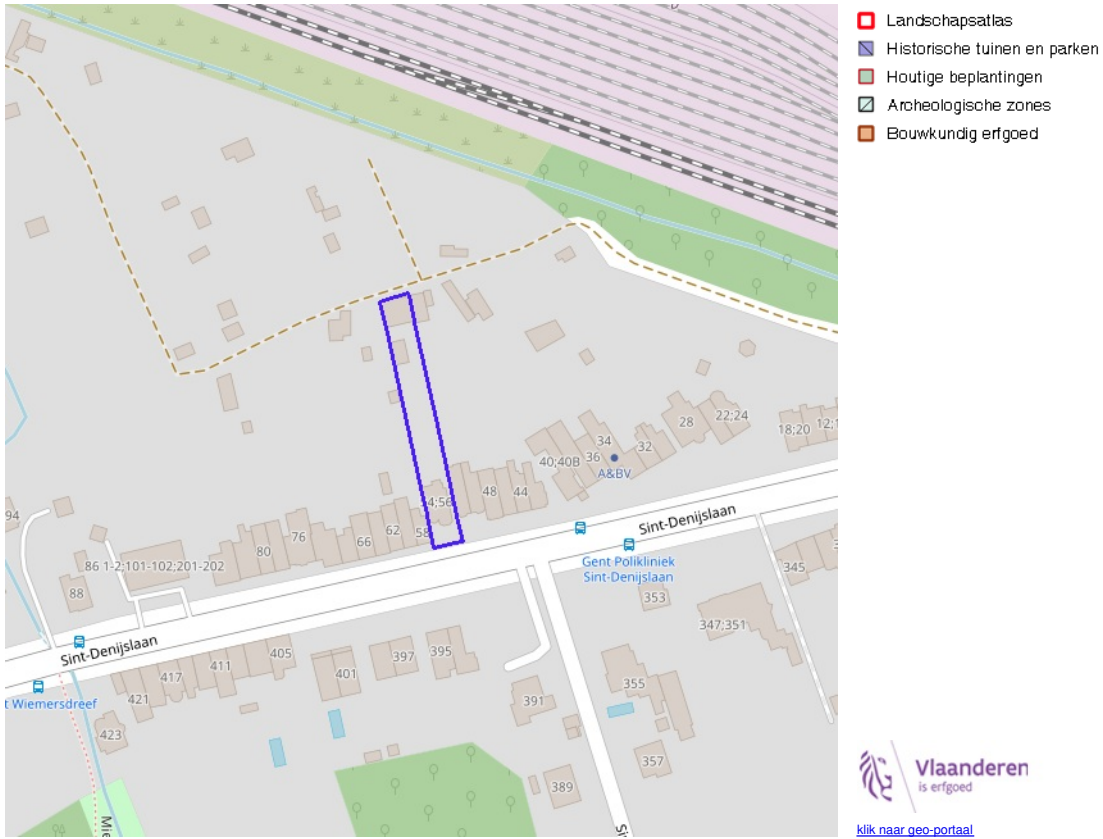 Landschapsatlas
Historische tuinen en parken
Houtige beplantingen
Archeologische zones
Bouwkundig erfgoed
22;24
28
18;20
34
32
36
40;40B
A&BV
48
44
4;56
58
62
66
76
80
94
Sint-Denijslaan
86 1-2;101-102;201-202
88
Gent Polikliniek
Sint-Denijslaan
345
353
347;351
Sint-Denijslaan
405
411
417
421
423
401
397
395
391
355
357
389
t Wiemersdreef
Mie
Si
Vlaanderen
is erfgoed
klik naar geo-portaal